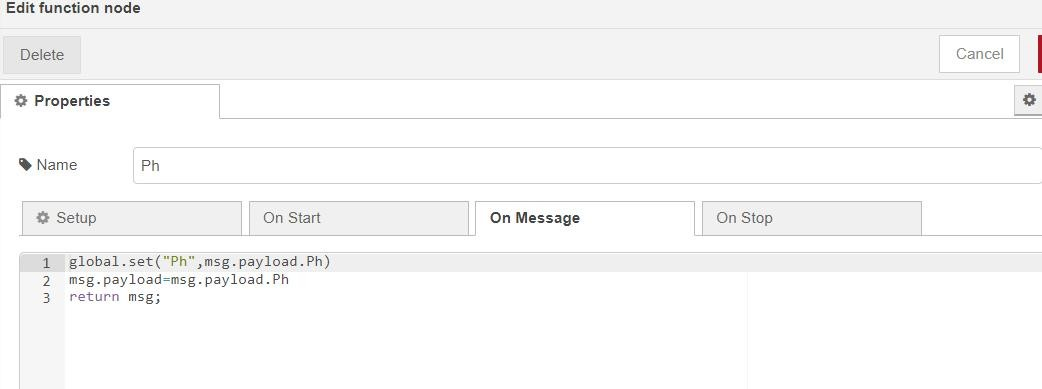 Edit function node
Delete
Cancel
Properties
Name
Ph
Setup
On Start
On Message
On Stop
1 global.set("Ph",msg.payload.Ph)
2 msg.payload=msg.payload.Ph
3 return msg;